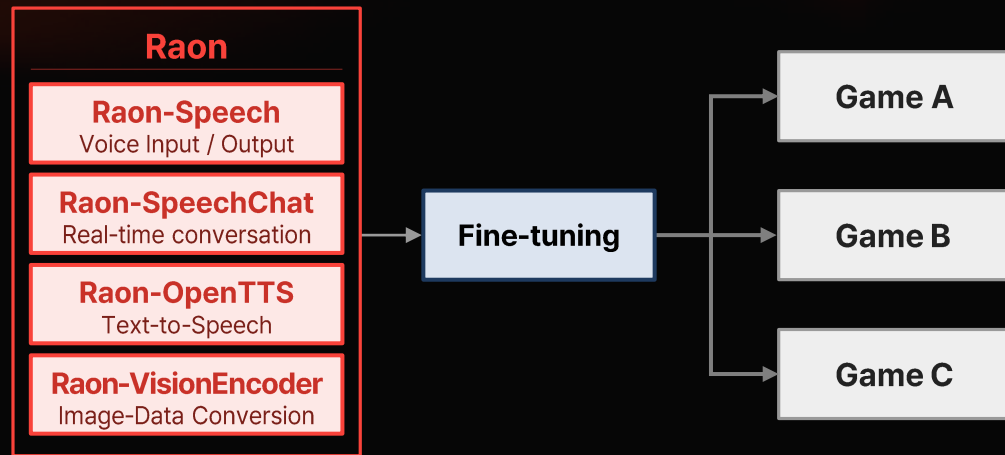 Raon
Raon-Speech
Voice Input / Output
Raon-SpeechChat
Real-time conversation
Raon-OpenTTS
Text-to-Speech
Raon-VisionEncoder
Image-Data Conversion
Fine-tuning
Game A
Game B
Game C